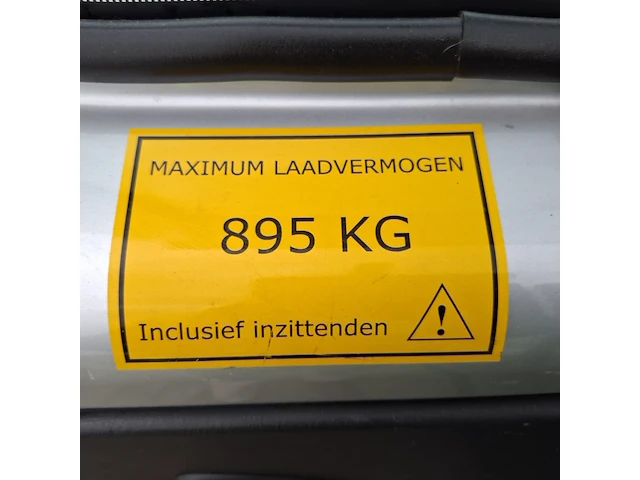 MAXIMUM LAADVERMOGEN
895 KG
Inclusief inzittenden
!